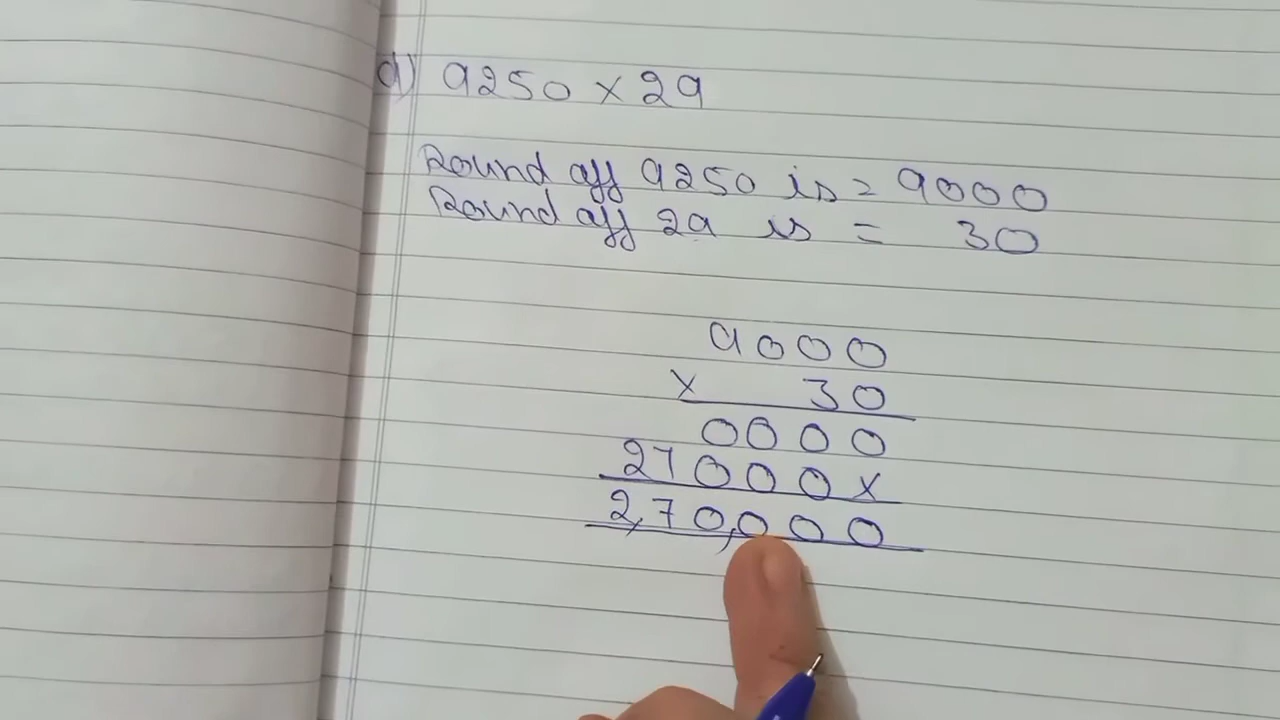 d) 9250 × 29
Round off 9250 is = 9000
Round off 29 is = 30
9000
× 30
0000
27000×
2,70,000